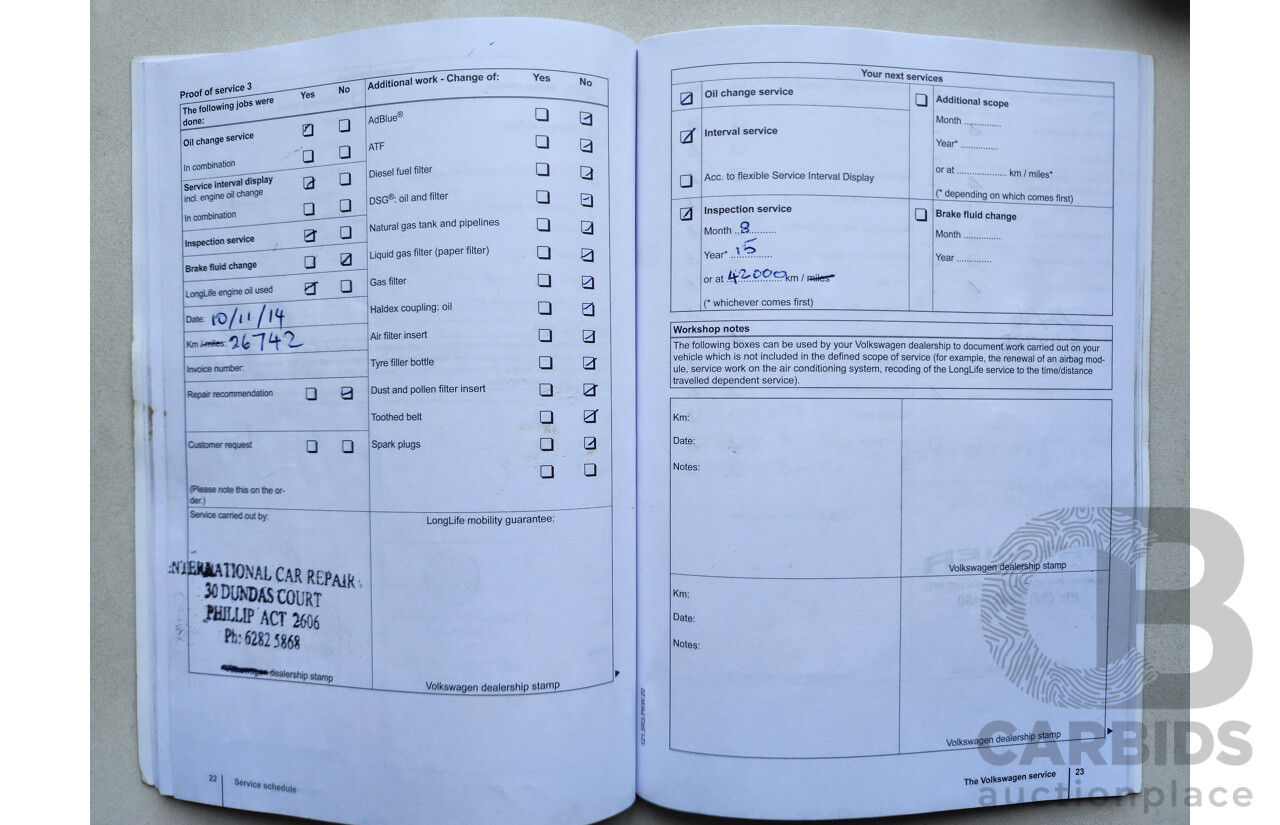 Proof of service 3
The following jobs were done:
Yes No
Oil change service
In combination
Service interval display
incl. engine oil change
In combination
Inspection service
Brake fluid change
LongLife engine oil used
Date: 10/11/14
Km /miles: 26742
Invoice number:
Repair recommendation
Customer request
(Please note this on the or-
der.)
Service carried out by:
INTERNATIONAL CAR REPAIR
30 DUNDAS COURT
PHILLIP ACT 2606
Ph: 6282 5868
Volkswagen dealership stamp
Additional work - Change of: Yes No
AdBlue®
ATF
Diesel fuel filter
DSG®: oil and filter
Natural gas tank and pipelines
Liquid gas filter (paper filter)
Gas filter
Haldex coupling: oil
Air filter insert
Tyre filler bottle
Dust and pollen filter insert
Toothed belt
Spark plugs
LongLife mobility guarantee:
Volkswagen dealership stamp
22 Service schedule
Your next services
Oil change service
Interval service
Acc. to flexible Service Interval Display
Inspection service
Month ..8..........
Year* ..15...........
or at 42000 km / miles*
(* whichever comes first)
Additional scope
Month .............
Year* .............
or at .................. km / miles*
(* depending on which comes first)
Brake fluid change
Month .............
Year ............
Workshop notes
The following boxes can be used by your Volkswagen dealership to document work carried out on your
vehicle which is not included in the defined scope of service (for example, the renewal of an airbag mod-
ule, service work on the air conditioning system, recoding of the LongLife service to the time/distance
travelled dependent service).
Km:
Date:
Notes:
Volkswagen dealership stamp
Km:
Date:
Notes:
Volkswagen dealership stamp
The Volkswagen service 23
CARBIDS
auctionplace